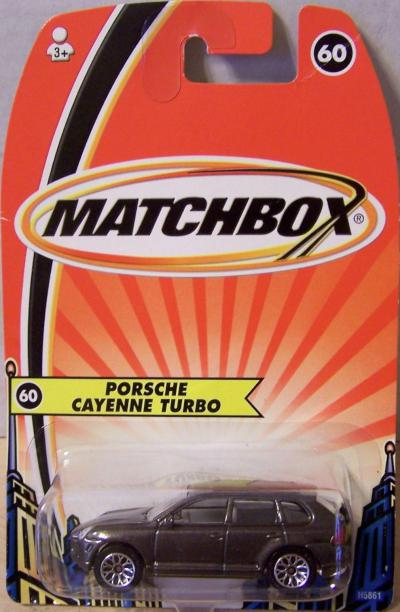 3+
60
MATCHBOX®
60
PORSCHE
CAYENNE TURBO
H5861